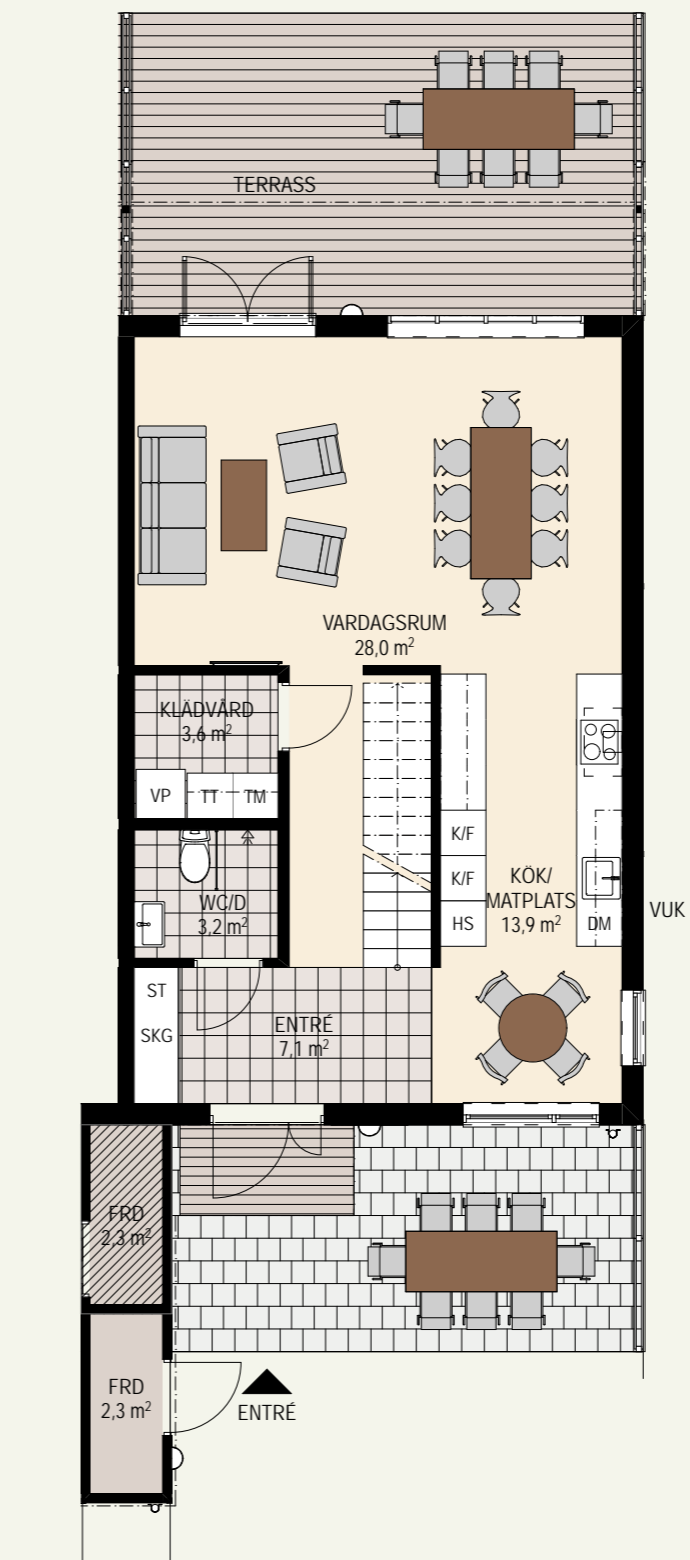 TERRASS
VARDAGSRUM
28,0 m²
KLÄDVÅRD
3,6 m²
VP
TT
TM
K/F
K/F
HS
KÖK/
MATPLATS
13,9 m²
DM
VUK
WC/D
3,2 m²
ST
SKG
ENTRÉ
7,1 m²
FRD
2,3 m²
FRD
2,3 m²
ENTRÉ